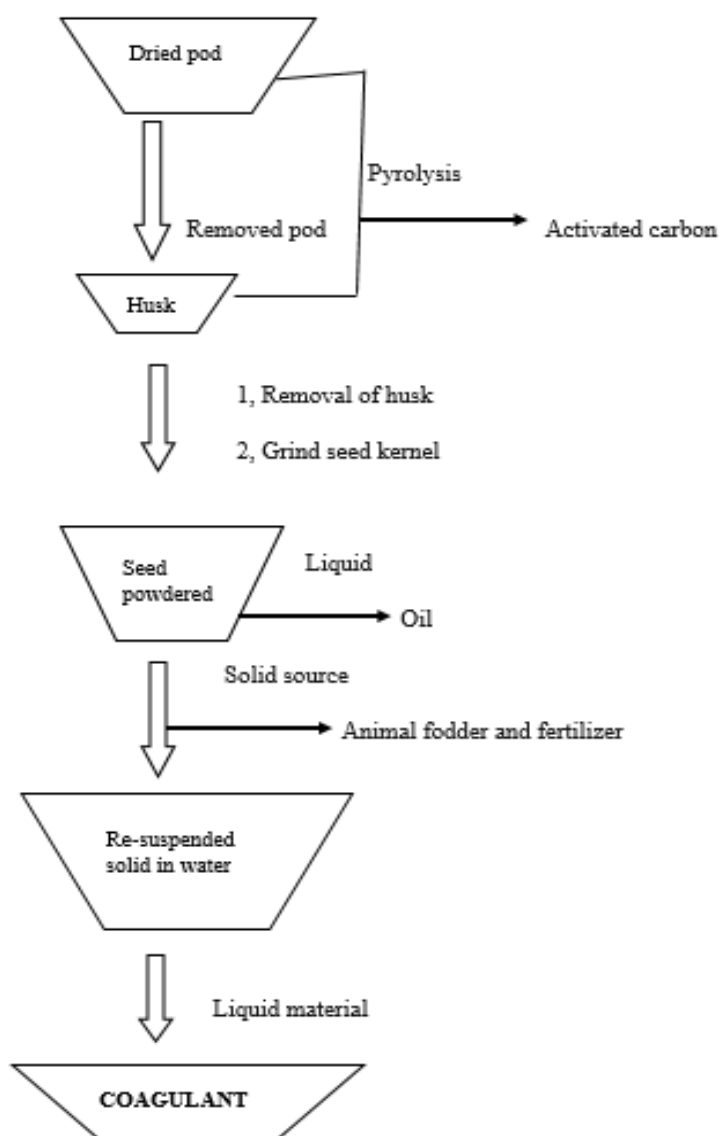 Dried pod
Pyrolysis
Removed pod
Activated carbon
Husk
1, Removal of husk
2, Grind seed kernel
Liquid
Seed
powdered
Oil
Solid source
Animal fodder and fertilizer
Re-suspended
solid in water
Liquid material
COAGULANT